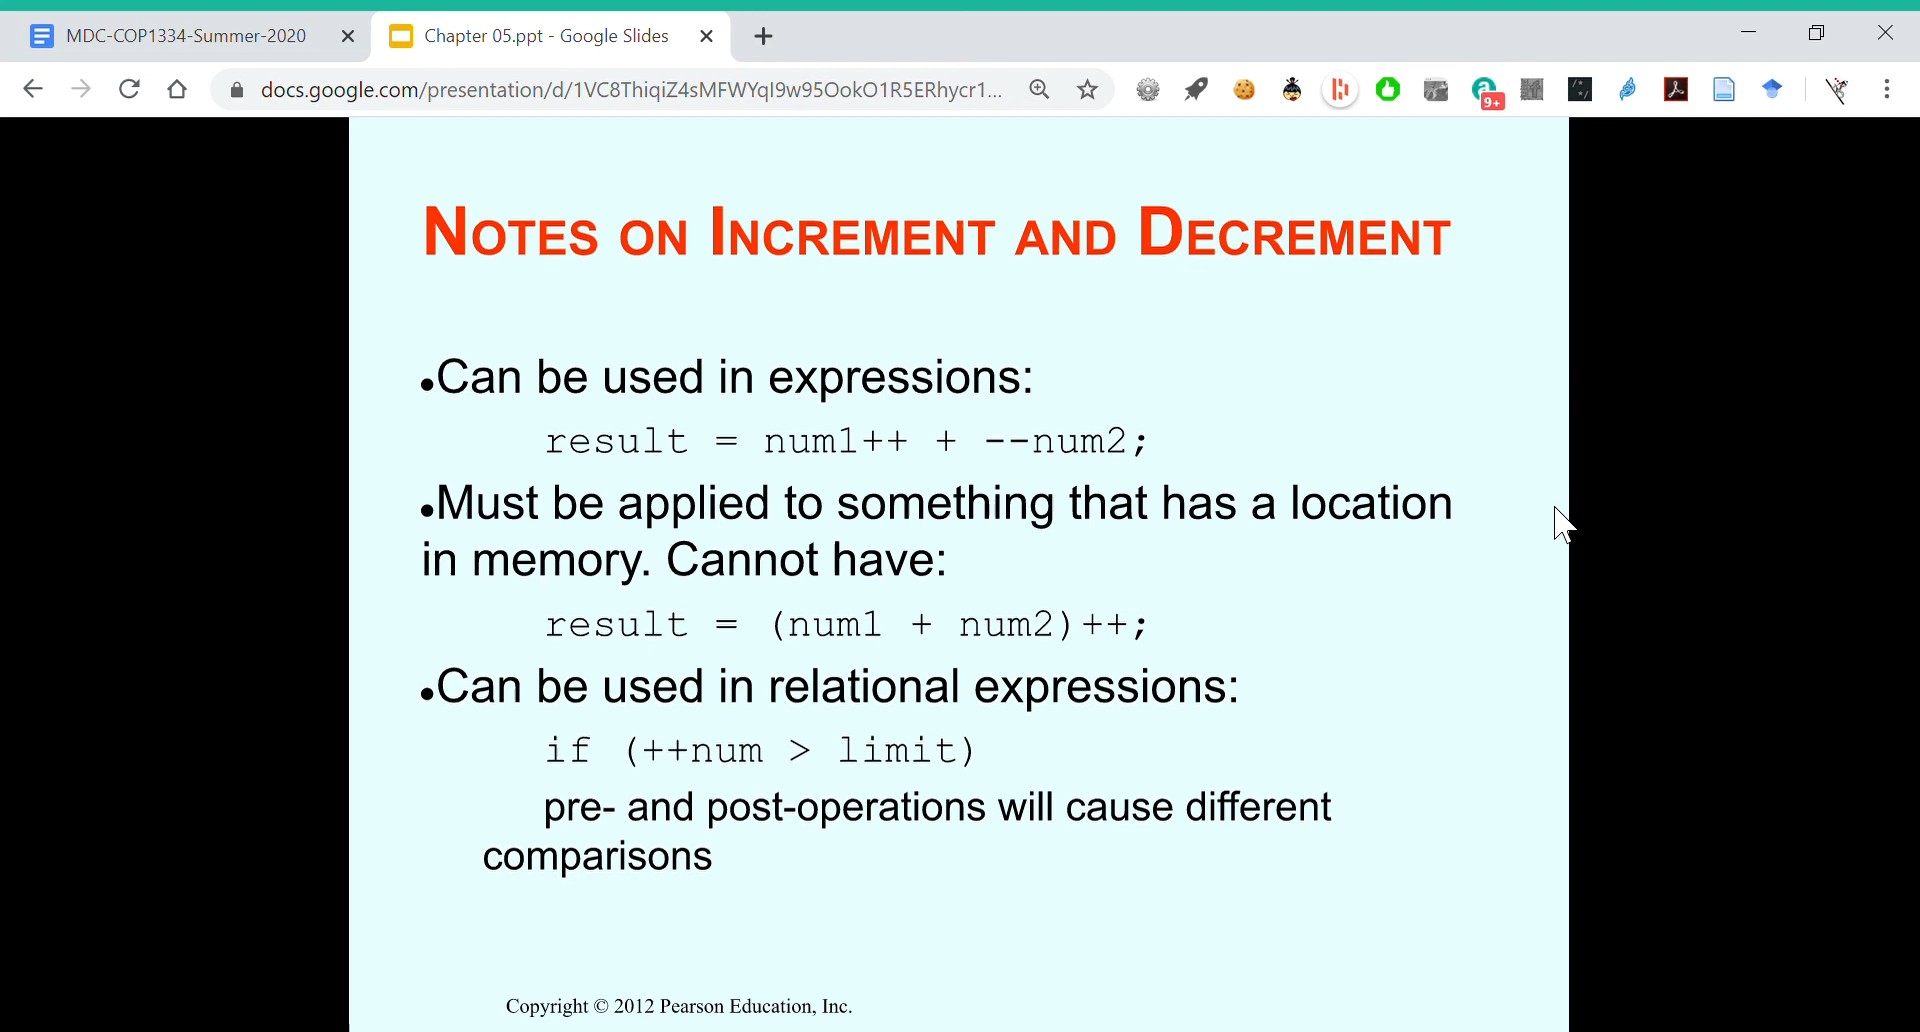 MDC-COP1334-Summer-2020
Chapter 05.ppt - Google Slides
docs.google.com/presentation/d/1VC8ThiqiZ4sMFWYqI9w95OokO1R5ERhycr1...
9+
NOTES ON INCREMENT AND DECREMENT
•Can be used in expressions:
result = num1++ + --num2;
•Must be applied to something that has a location
in memory. Cannot have:
result = (num1 + num2)++;
•Can be used in relational expressions:
if (++num > limit)
pre- and post-operations will cause different
comparisons
Copyright © 2012 Pearson Education, Inc.